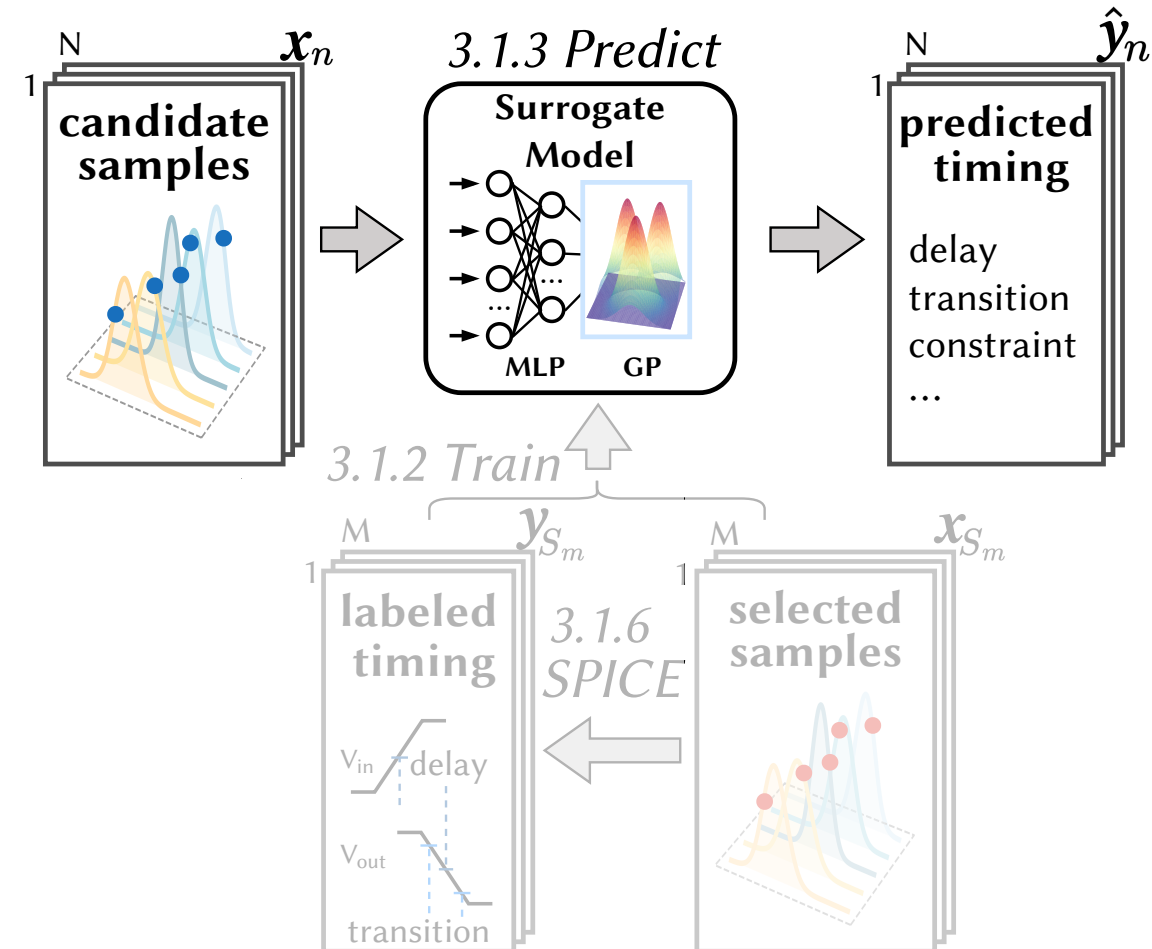 N
x_n
1
candidate
samples
3.1.3 Predict
Surrogate
Model
...
...
MLP
GP
N
ŷ_n
1
predicted
timing
delay
transition
constraint
...
3.1.2 Train
M
y_{S_m}
1
labeled
timing
V_in
delay
V_out
transition
3.1.6
SPICE
M
x_{S_m}
1
selected
samples